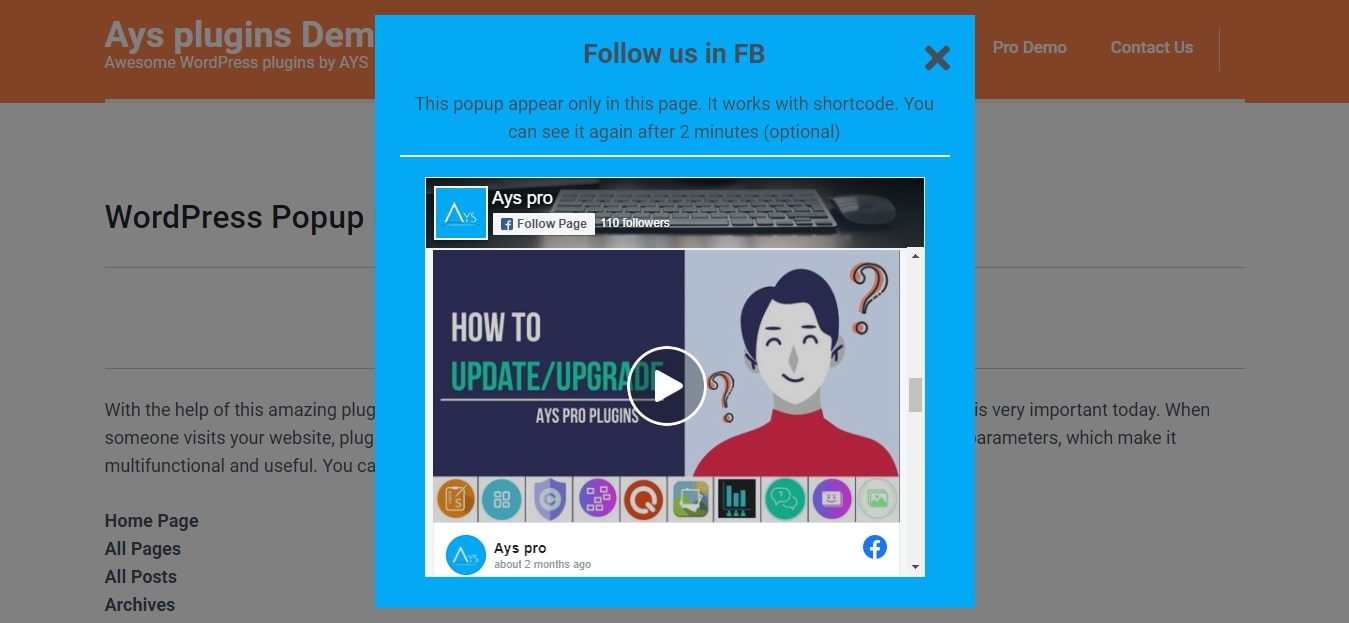 Ays plugins Dem
Awesome WordPress plugins by AYS
Pro Demo
Contact Us
Follow us in FB
This popup appear only in this page. It works with shortcode. You
can see it again after 2 minutes (optional)
WordPress Popup
Ays pro
AYS
Follow Page
110 followers
HOW TO
UPDATE/UPGRADE
AYS PRO PLUGINS
Ays pro
about 2 months ago
AYS
With the help of this amazing plug
is very important today. When
someone visits your website, plug
parameters, which make it
multifunctional and useful. You ca
Home Page
All Pages
All Posts
Archives